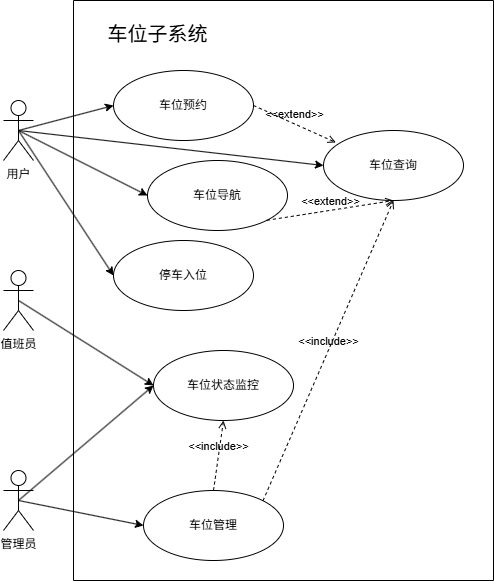 车位子系统
车位预约
<<extend>>
用户
车位查询
车位导航
<<extend>>
停车入位
值班员
<<include>>
车位状态监控
<<include>>
管理员
车位管理